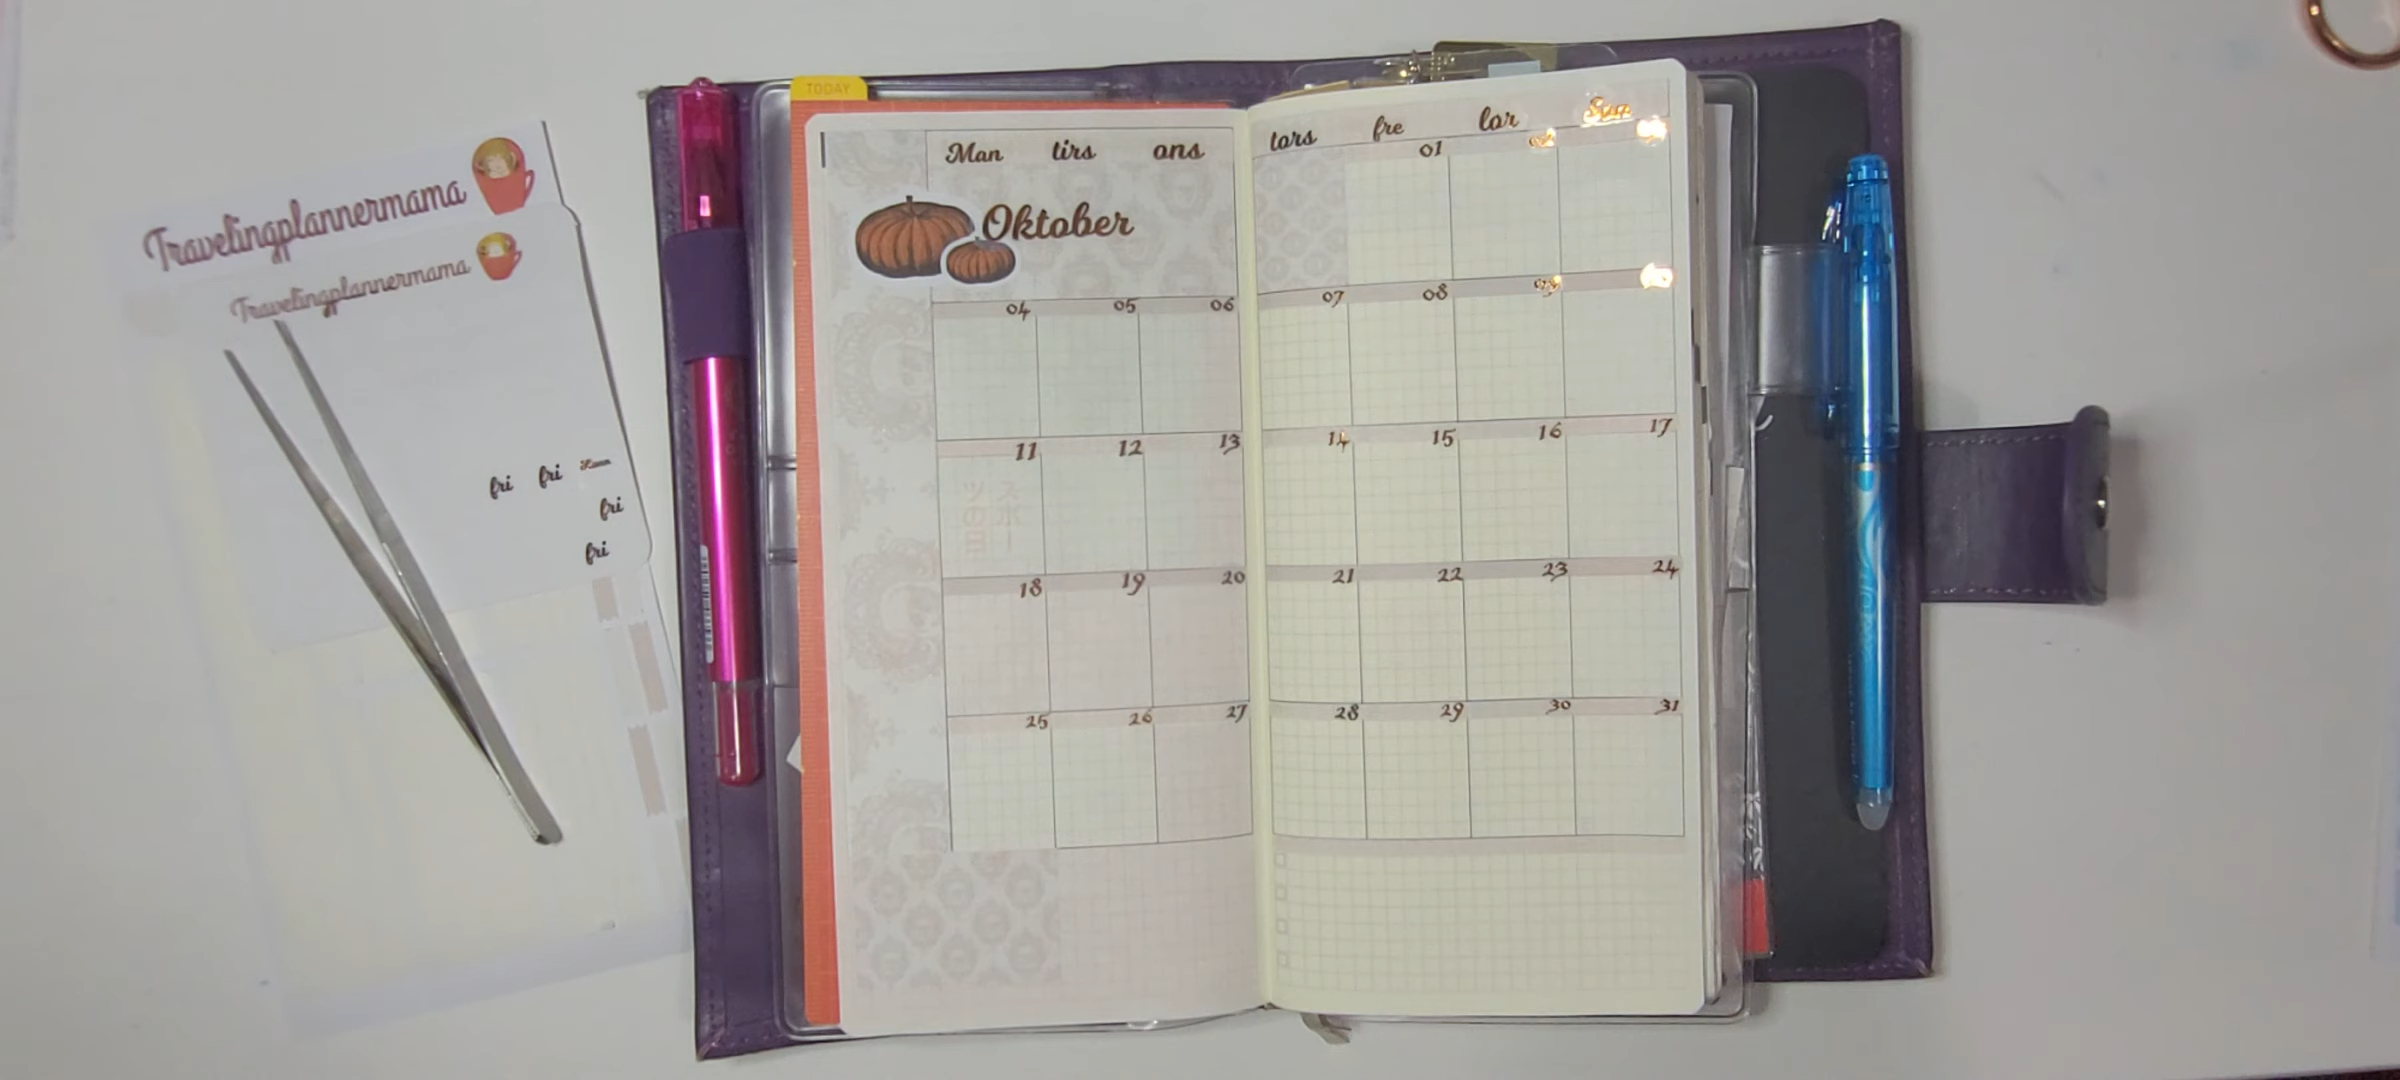 TODAY
Travelingplannermama
Travelingplannermama
fri fri
fri
fri
Man tirs ons tors fre lør Søn
Oktober
01
04 05 06 07 08
11 12 13 14 15 16 17
18 19 20 21 22 23 24
25 26 27 28 29 30 31